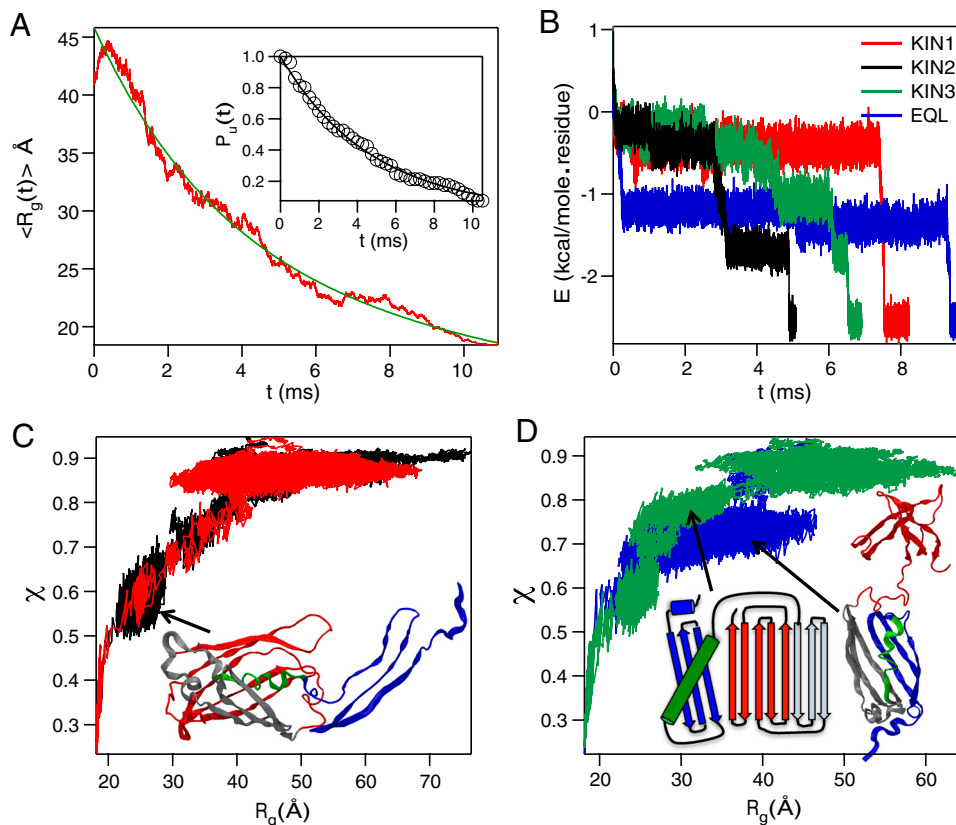 A
<R_g(t)> Å
45
40
35
30
25
20
0 2 4 6 8 10
t (ms)
P_u(t)
1.0
0.8
0.6
0.4
0.2
0 2 4 6 8 10
t (ms)
B
E (kcal/mole.residue)
1
0
-1
-2
0 2 4 6 8
t (ms)
KIN1
KIN2
KIN3
EQL
C
χ
0.9
0.8
0.7
0.6
0.5
0.4
0.3
20 30 40 50 60 70
R_g(Å)
D
χ
0.9
0.8
0.7
0.6
0.5
0.4
0.3
20 30 40 50 60
R_g(Å)